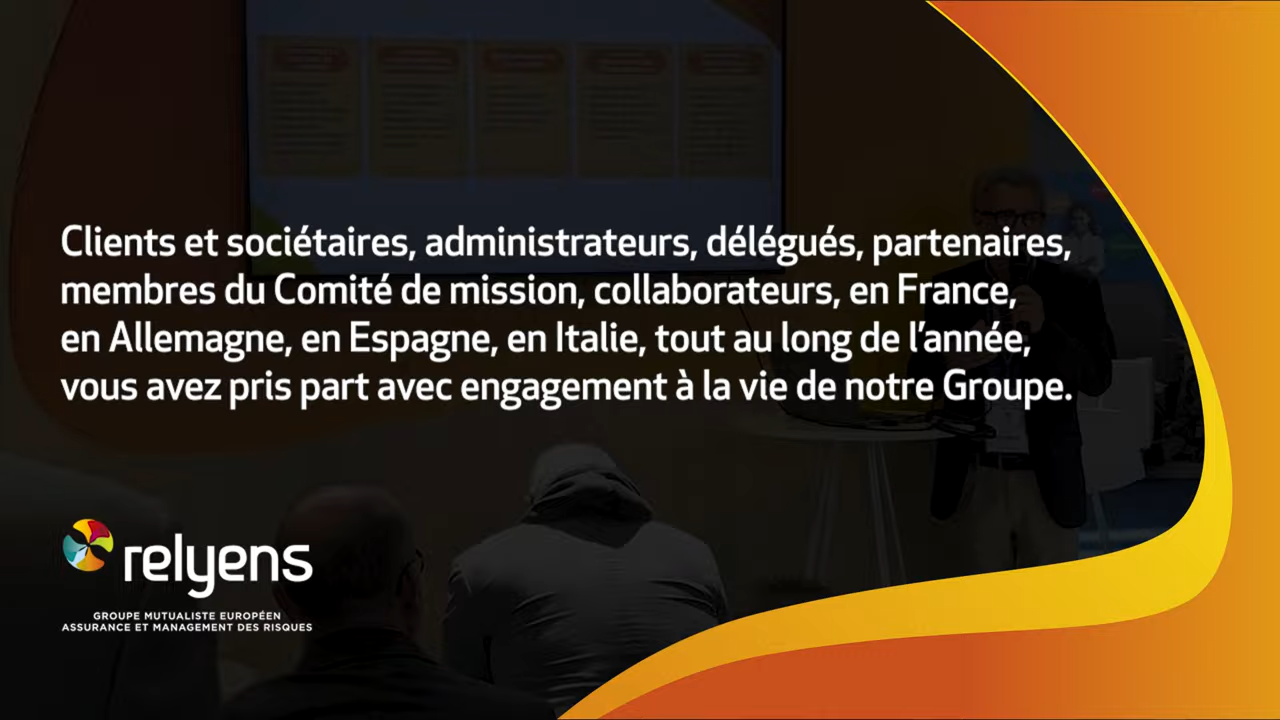 Clients et sociétaires, administrateurs, délégués, partenaires,
membres du Comité de mission, collaborateurs, en France,
en Allemagne, en Espagne, en Italie, tout au long de l’année,
vous avez pris part avec engagement à la vie de notre Groupe.
relyens
GROUPE MUTUALISTE EUROPÉEN
ASSURANCE ET MANAGEMENT DES RISQUES